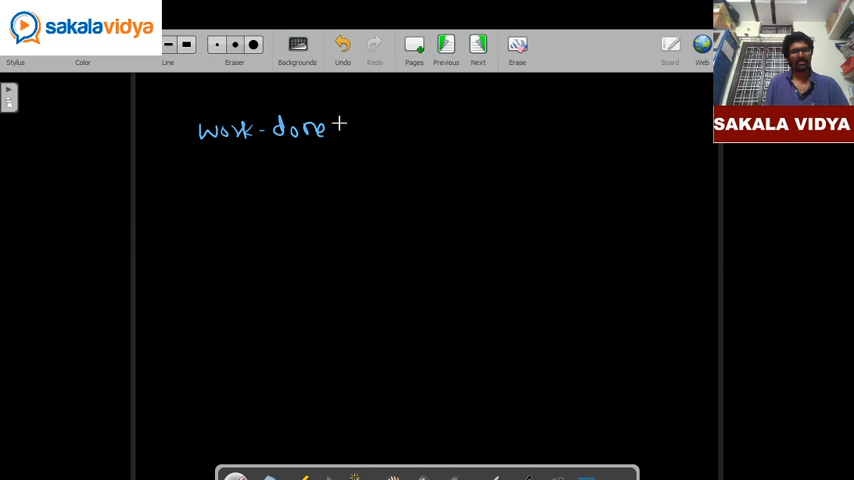 sakalavidya
Stylus Color Line Eraser Backgrounds Undo Redo Pages Previous Next Erase Board Web
SAKALA VIDYA
work-done